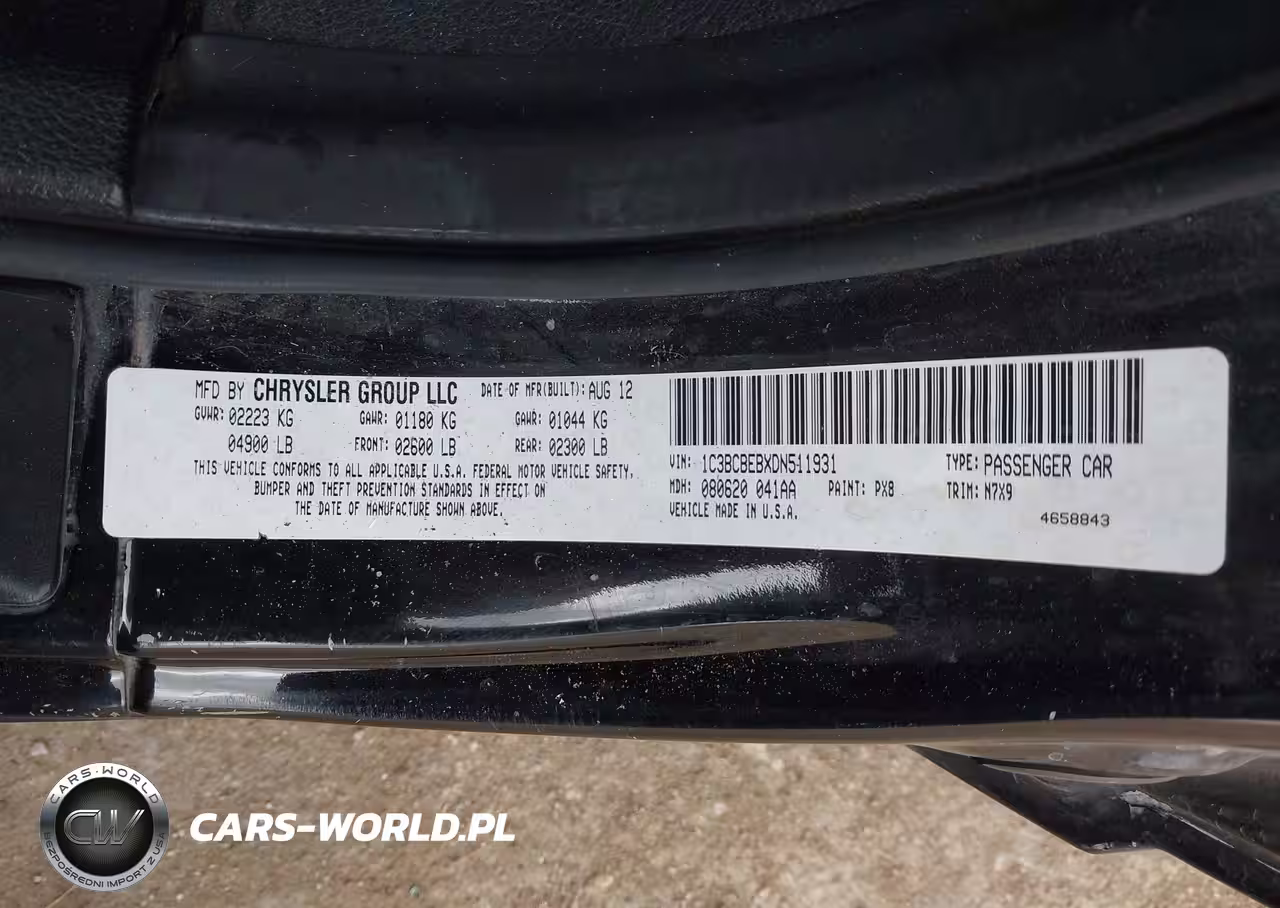 MFD BY CHRYSLER GROUP LLC DATE OF MFR(BUILT): AUG 12
GVWR: 02223 KG GAWR: 01180 KG GAWR: 01044 KG
04900 LB FRONT: 02600 LB REAR: 02300 LB
THIS VEHICLE CONFORMS TO ALL APPLICABLE U.S.A. FEDERAL MOTOR VEHICLE SAFETY,
BUMPER AND THEFT PREVENTION STANDARDS IN EFFECT ON
THE DATE OF MANUFACTURE SHOWN ABOVE.
VIN: 1C3BCBEBXDN511931 TYPE: PASSENGER CAR
MDH: 080620 041AA PAINT: PX8 TRIM: N7X9
VEHICLE MADE IN U.S.A.
4658843
CARS-WORLD
CW
BEZPOŚREDNI IMPORT Z USA
CARS-WORLD.PL